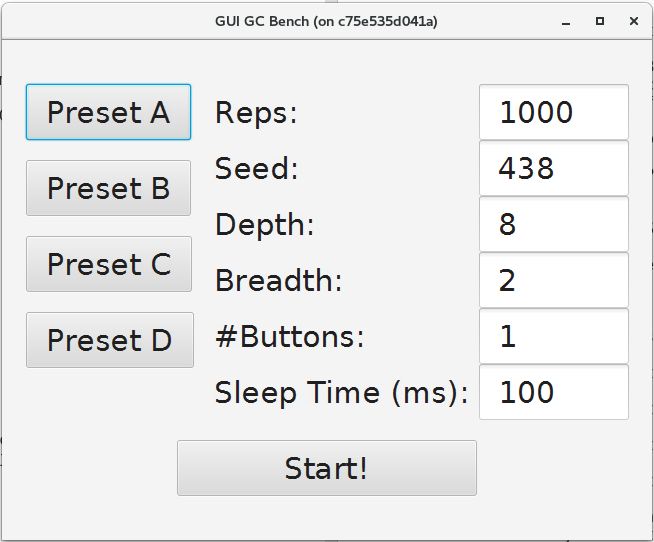 GUI GC Bench (on c75e535d041a)
Preset A
Preset B
Preset C
Preset D
Reps: 1000
Seed: 438
Depth: 8
Breadth: 2
#Buttons: 1
Sleep Time (ms): 100
Start!